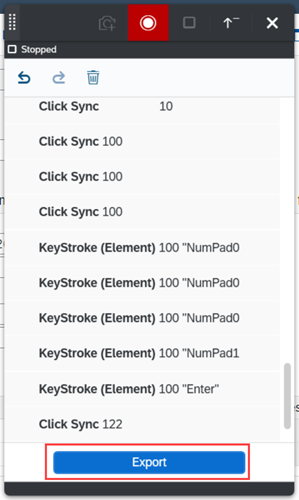 Stopped
Click Sync 10
Click Sync 100
Click Sync 100
Click Sync 100
KeyStroke (Element) 100 "NumPad0
KeyStroke (Element) 100 "NumPad0
KeyStroke (Element) 100 "NumPad0
KeyStroke (Element) 100 "NumPad1
KeyStroke (Element) 100 "Enter"
Click Sync 122
Export